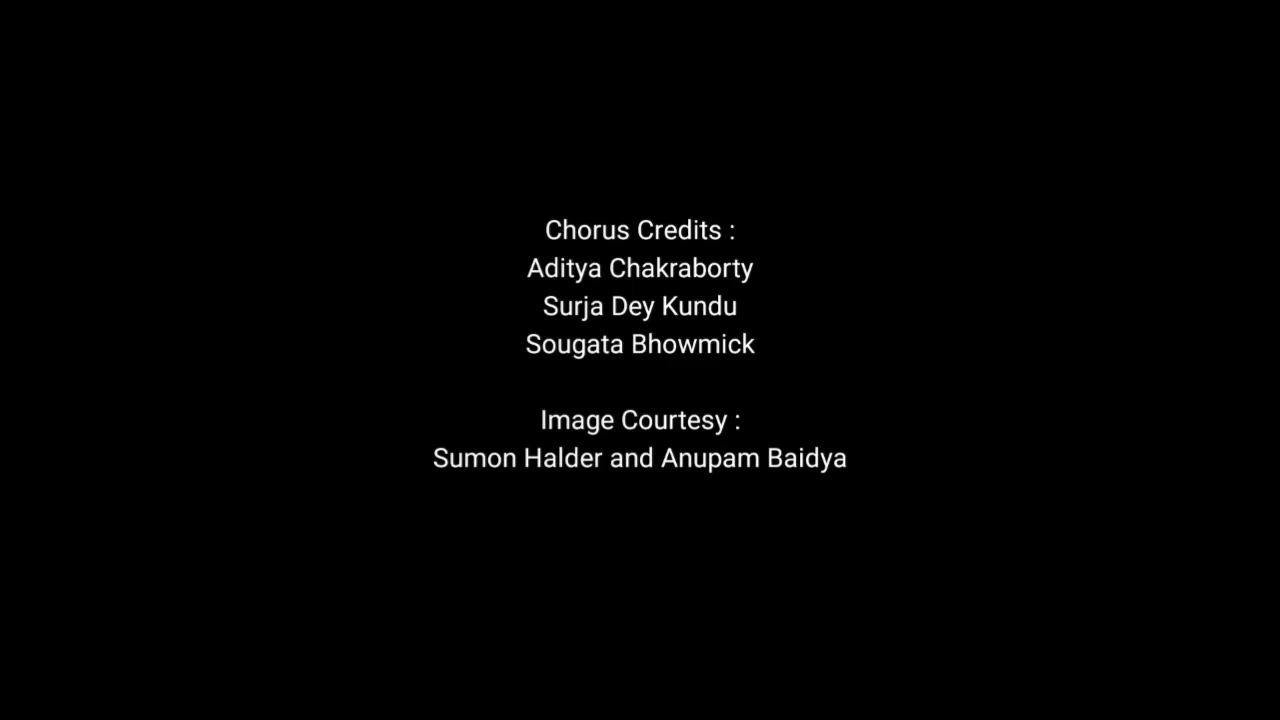 Chorus Credits :
Aditya Chakraborty
Surja Dey Kundu
Sougata Bhowmick
Image Courtesy :
Sumon Halder and Anupam Baidya